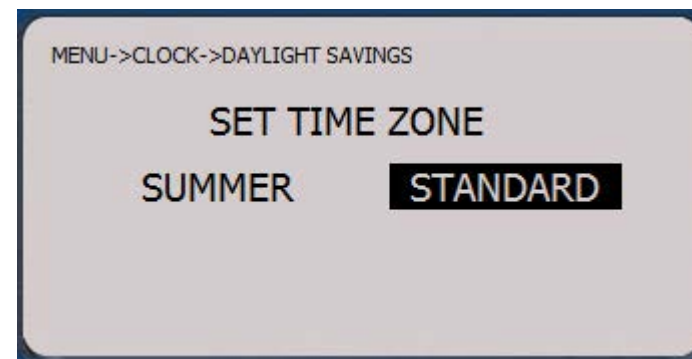 MENU->CLOCK->DAYLIGHT SAVINGS
SET TIME ZONE
SUMMER STANDARD